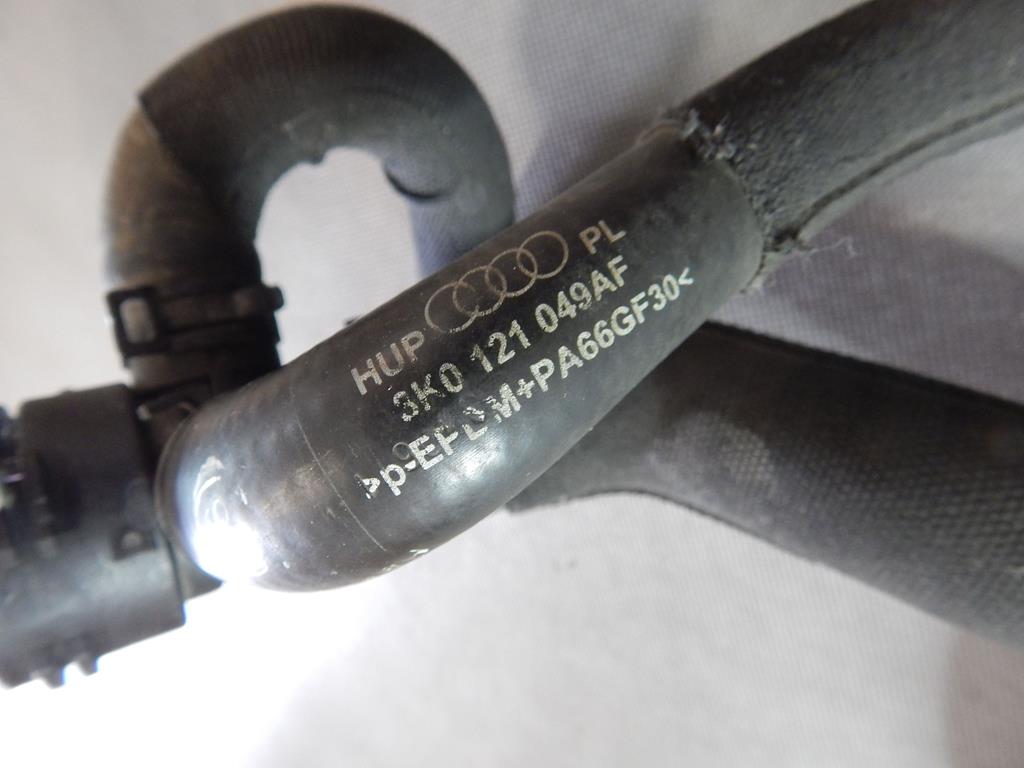 HUP PL
3K0 121 049AF
>p-EPDM+PA66GF30<